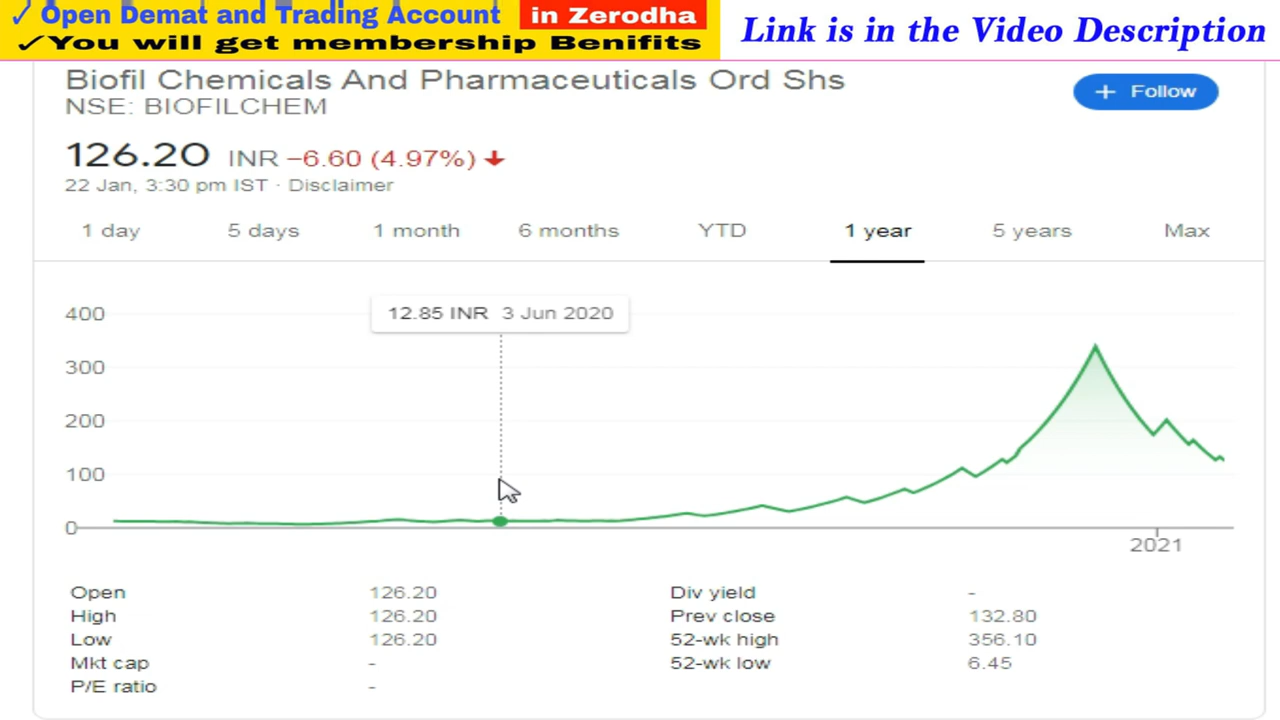 ✓ Open Demat and Trading Account in Zerodha
✓You will get membership Benifits
Link is in the Video Description
Biofil Chemicals And Pharmaceuticals Ord Shs
NSE: BIOFILCHEM
+ Follow
126.20 INR −6.60 (4.97%) ↓
22 Jan, 3:30 pm IST · Disclaimer
1 day 5 days 1 month 6 months YTD 1 year 5 years Max
12.85 INR 3 Jun 2020
400
300
200
100
0
2021
Open 126.20 Div yield -
High 126.20 Prev close 132.80
Low 126.20 52-wk high 356.10
Mkt cap - 52-wk low 6.45
P/E ratio -